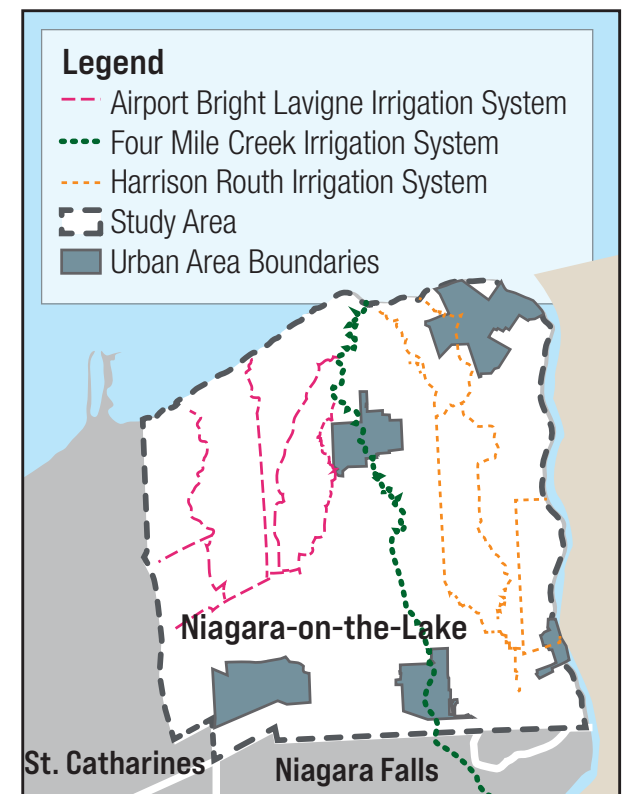 Legend
Airport Bright Lavigne Irrigation System
Four Mile Creek Irrigation System
Harrison Routh Irrigation System
Study Area
Urban Area Boundaries
Niagara-on-the-Lake
St. Catharines
Niagara Falls